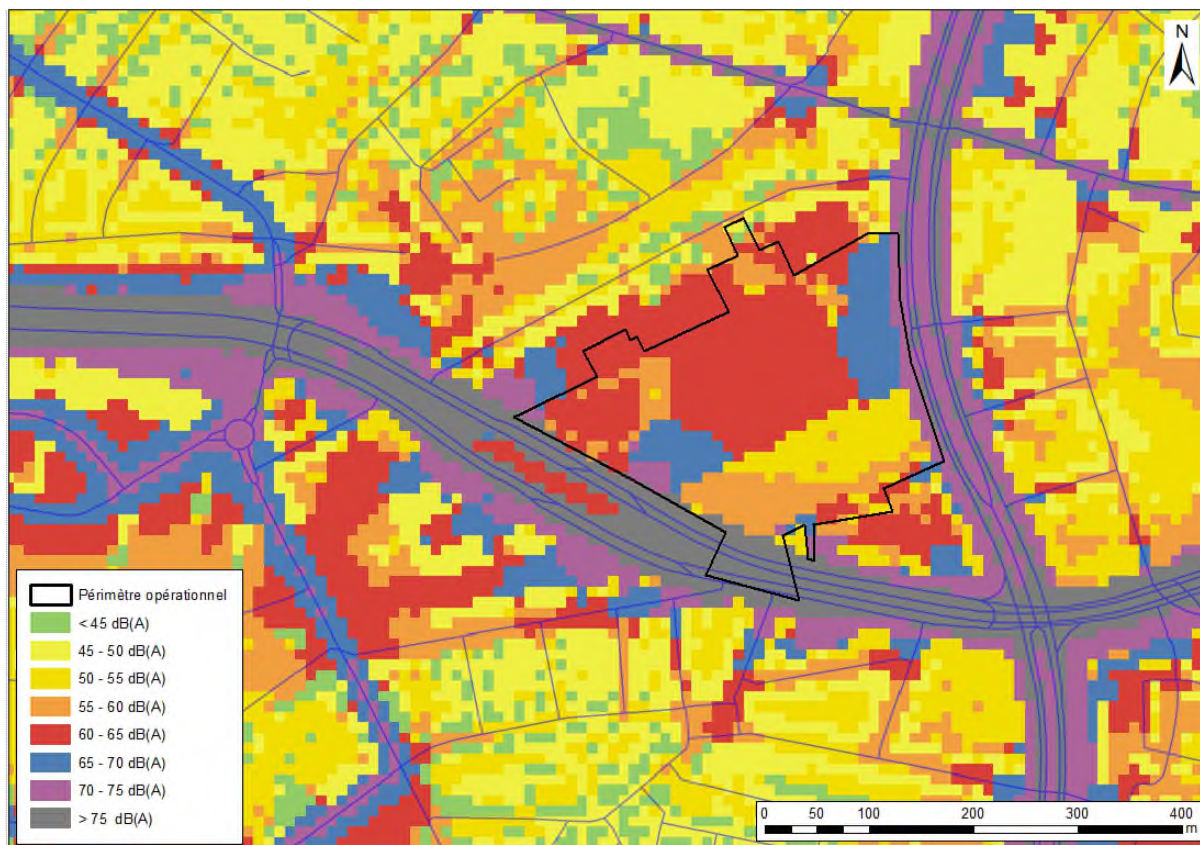 N
Périmètre opérationnel
< 45 dB(A)
45 - 50 dB(A)
50 - 55 dB(A)
55 - 60 dB(A)
60 - 65 dB(A)
65 - 70 dB(A)
70 - 75 dB(A)
> 75 dB(A)
0 50 100 200 300 400
m